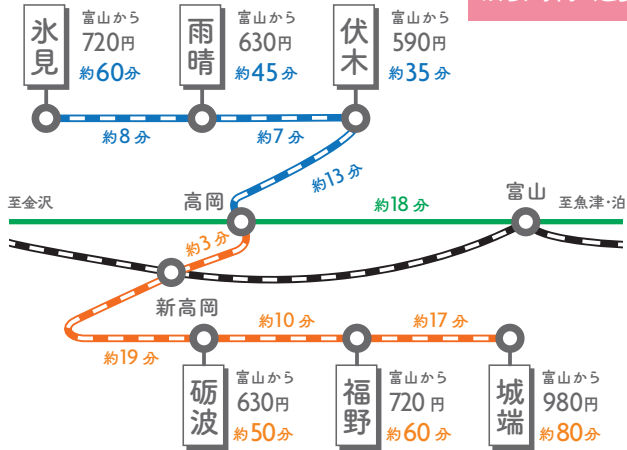 氷見
富山から
720円
約60分
雨晴
富山から
630円
約45分
伏木
富山から
590円
約35分
約8分
約7分
約13分
至金沢
高岡
約18分
富山
至魚津・泊
約3分
新高岡
約19分
約10分
約17分
砺波
富山から
630円
約50分
福野
富山から
720円
約60分
城端
富山から
980円
約80分